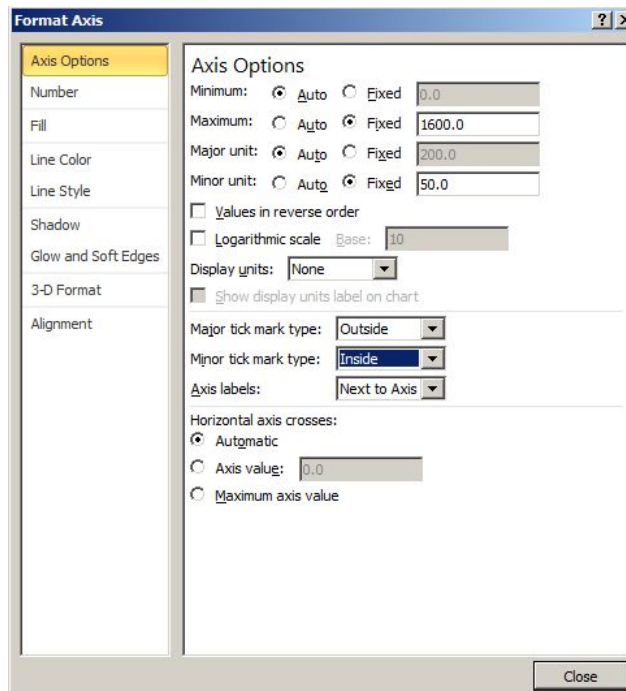 Format Axis
Axis Options
Number
Fill
Line Color
Line Style
Shadow
Glow and Soft Edges
3-D Format
Alignment
Axis Options
Minimum: Auto Fixed 0.0
Maximum: Auto Fixed 1600.0
Major unit: Auto Fixed 200.0
Minor unit: Auto Fixed 50.0
Values in reverse order
Logarithmic scale Base: 10
Display units: None
Show display units label on chart
Major tick mark type: Outside
Minor tick mark type: Inside
Axis labels: Next to Axis
Horizontal axis crosses:
Automatic
Axis value: 0.0
Maximum axis value
Close